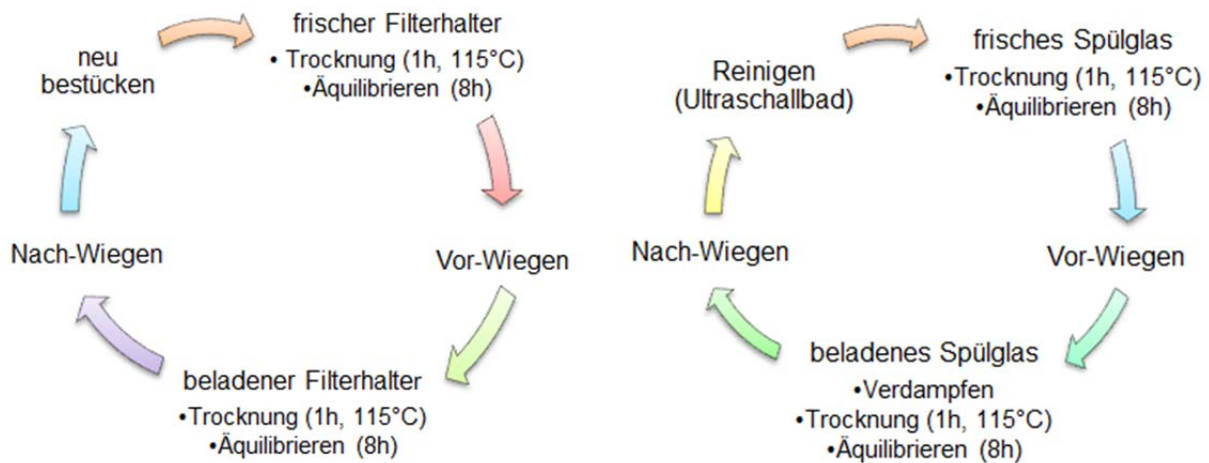 frischer Filterhalter
• Trocknung (1h, 115°C)
•Äquilibrieren (8h)
Vor-Wiegen
beladener Filterhalter
•Trocknung (1h, 115°C)
•Äquilibrieren (8h)
Nach-Wiegen
neu
bestücken
frisches Spülglas
•Trocknung (1h, 115°C)
•Äquilibrieren (8h)
Vor-Wiegen
beladenes Spülglas
•Verdampfen
•Trocknung (1h, 115°C)
•Äquilibrieren (8h)
Nach-Wiegen
Reinigen
(Ultraschallbad)